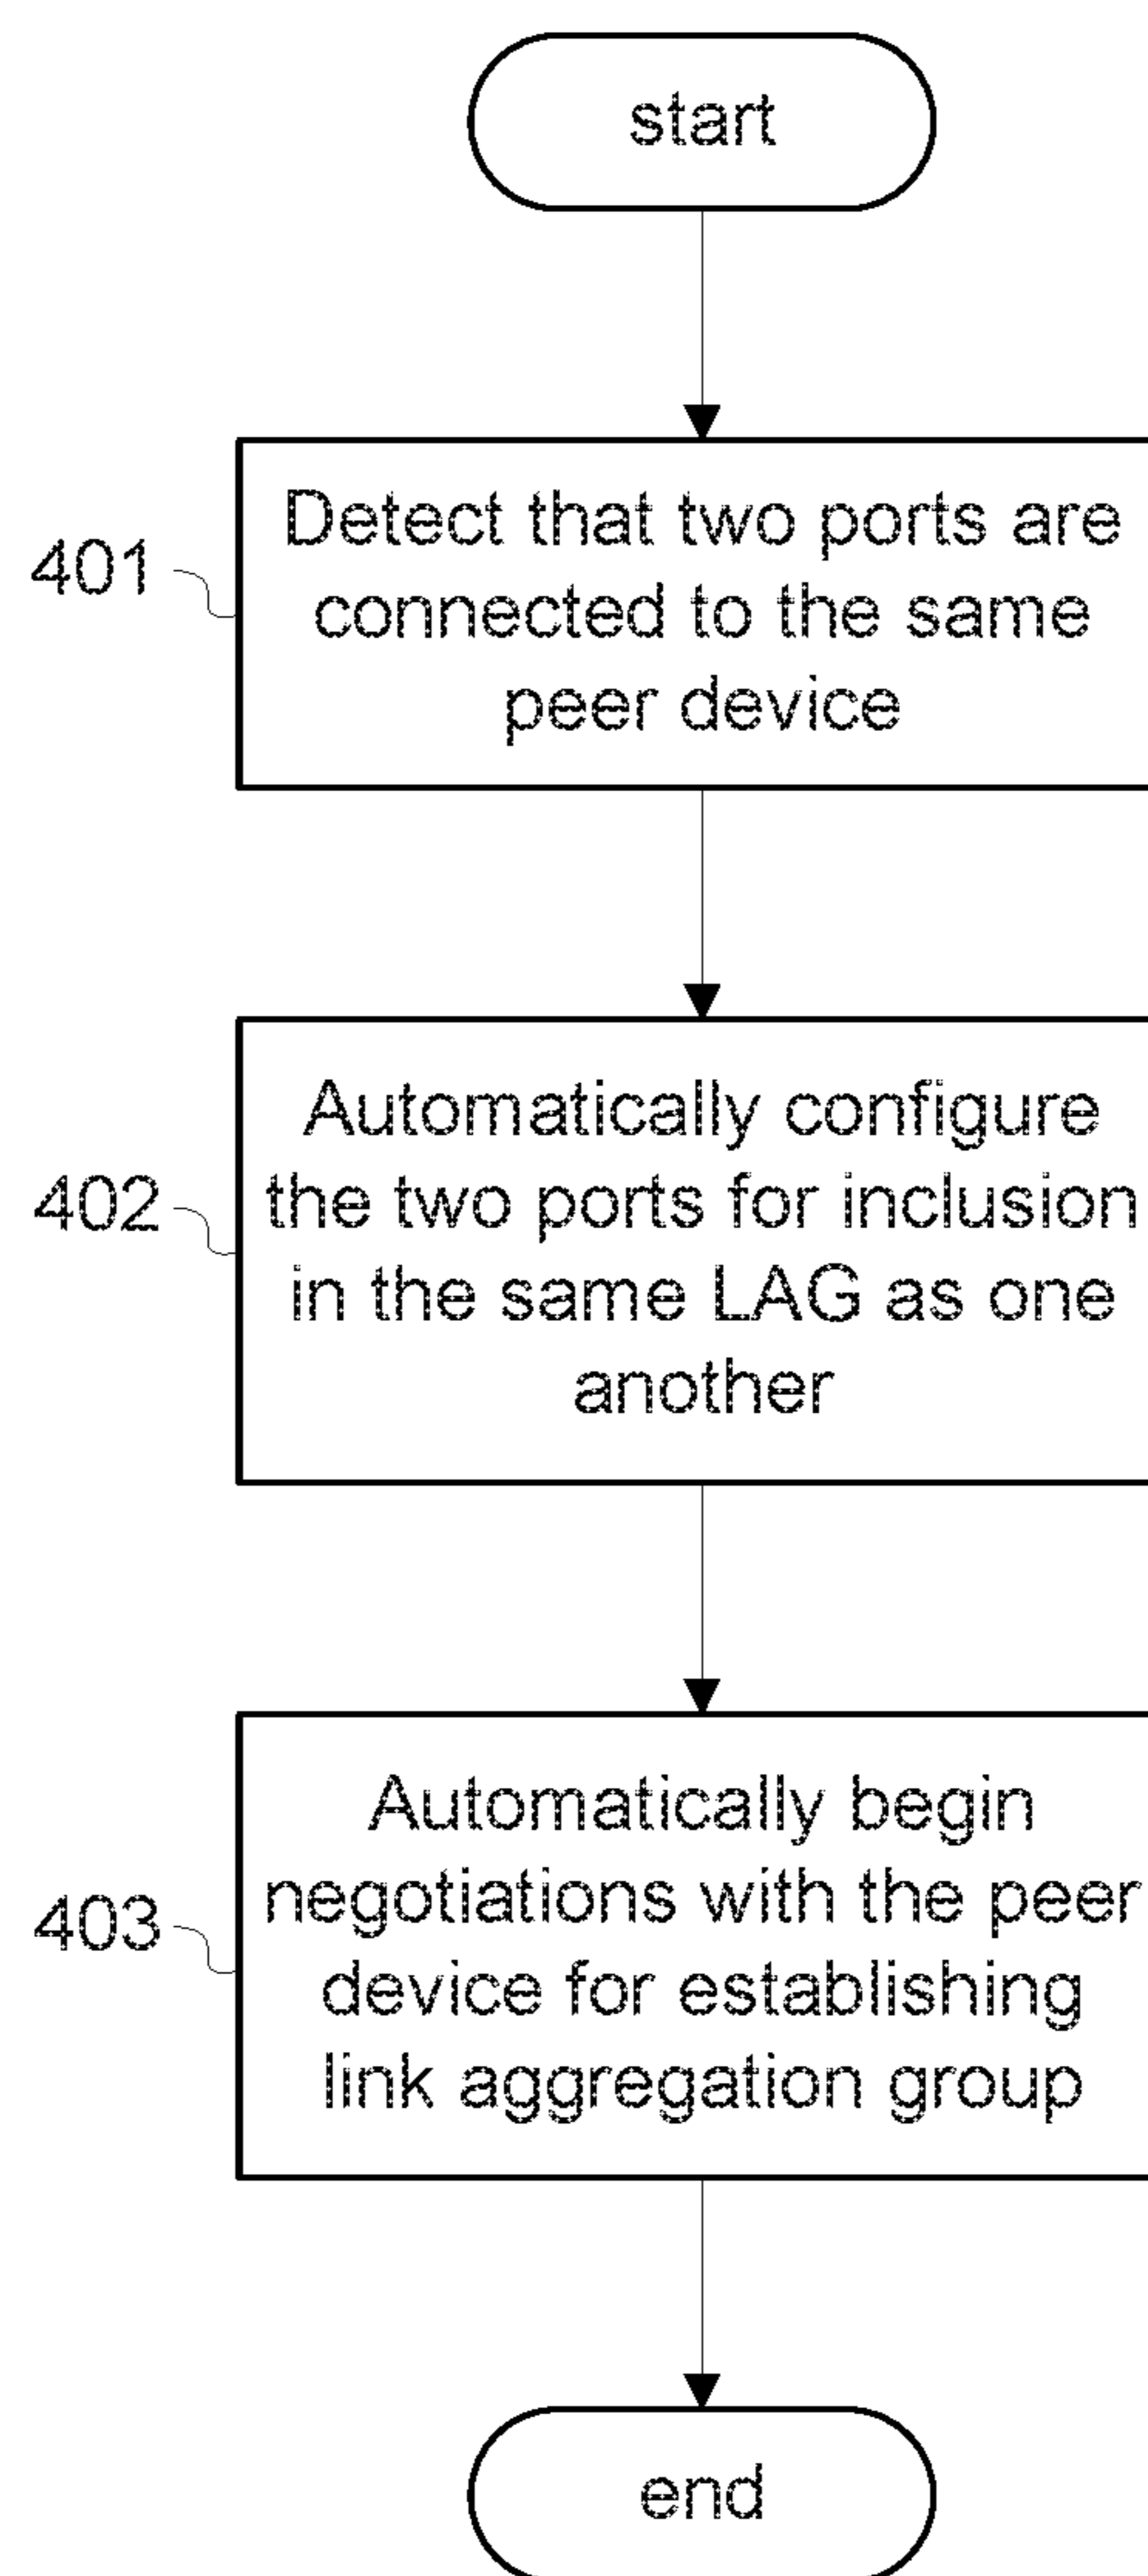 start
401
Detect that two ports are
connected to the same
peer device
402
Automatically configure
the two ports for inclusion
in the same LAG as one
another
403
Automatically begin
negotiations with the peer
device for establishing
link aggregation group
end